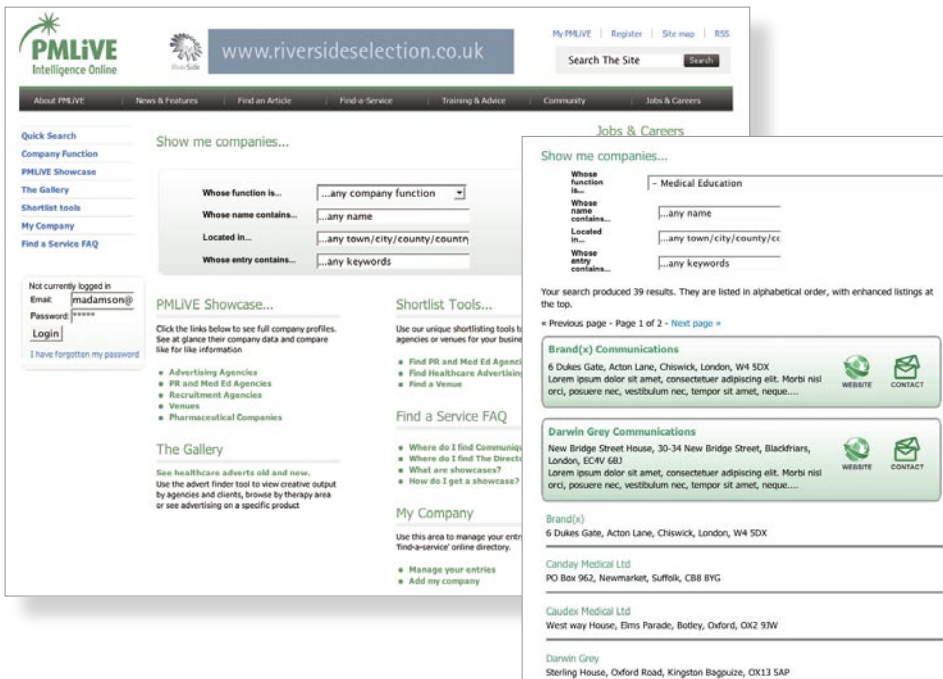 PMLiVE
Intelligence Online
RiverSide
www.riversideselection.co.uk
My PMLiVE | Register | Site map | RSS
Search The Site
Search
About PMLiVE
News & Features
Find an Article
Find-a-Service
Training & Advice
Community
Jobs & Careers
Quick Search
Company Function
PMLiVE Showcase
The Gallery
Shortlist tools
My Company
Find a Service FAQ
Not currently logged in
Email: madamson@
Password: *****
Login
I have forgotten my password
Show me companies...
Whose function is... ...any company function
Whose name contains... ...any name
Located in... ...any town/city/county/country
Whose entry contains... ...any keywords
PMLiVE Showcase...
Click the links below to see full company profiles.
See at glance their company data and compare
like for like information
Advertising Agencies
PR and Med Ed Agencies
Recruitment Agencies
Venues
Pharmaceutical Companies
The Gallery
See healthcare adverts old and new.
Use the advert finder tool to view creative output
by agencies and clients, browse by therapy area
or see advertising on a specific product
Jobs & Careers
Shortlist Tools...
Use our unique shortlisting tools to
agencies or venues for your busine
Find PR and Med Ed Agenci
Find Healthcare Advertising
Find a Venue
Find a Service FAQ
Where do I find Communiqu
Where do I find The Directo
What are showcases?
How do I get a showcase?
My Company
Use this area to manage your entr
'find-a-service' online directory.
Manage your entries
Add my company
Show me companies...
Whose
function
is...
- Medical Education
Whose
name
contains...
...any name
Located
in...
...any town/city/county/cc
Whose
entry
contains...
...any keywords
Your search produced 39 results. They are listed in alphabetical order, with enhanced listings at
the top.
« Previous page - Page 1 of 2 - Next page »
Brand(x) Communications
6 Dukes Gate, Acton Lane, Chiswick, London, W4 5DX
Lorem ipsum dolor sit amet, consectetuer adipiscing elit. Morbi nisl
orci, posuere nec, vestibulum nec, tempor sit amet, neque....
WEBSITE
CONTACT
Darwin Grey Communications
New Bridge Street House, 30-34 New Bridge Street, Blackfriars,
London, EC4V 6BJ
Lorem ipsum dolor sit amet, consectetuer adipiscing elit. Morbi nisl
orci, posuere nec, vestibulum nec, tempor sit amet, neque....
WEBSITE
CONTACT
Brand(x)
6 Dukes Gate, Acton Lane, Chiswick, London, W4 5DX
Canday Medical Ltd
PO Box 962, Newmarket, Suffolk, CB8 8YG
Caudex Medical Ltd
West way House, Elms Parade, Botley, Oxford, OX2 9JW
Darwin Grey
Sterling House, Oxford Road, Kingston Bagpuize, OX13 5AP